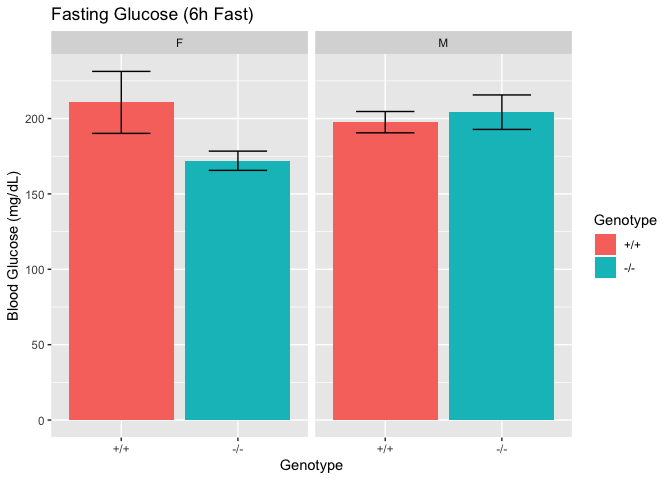 Fasting Glucose (6h Fast)
F
M
Blood Glucose (mg/dL)
200
150
100
50
0
+/+
-/-
+/+
-/-
Genotype
Genotype
+/+
-/-